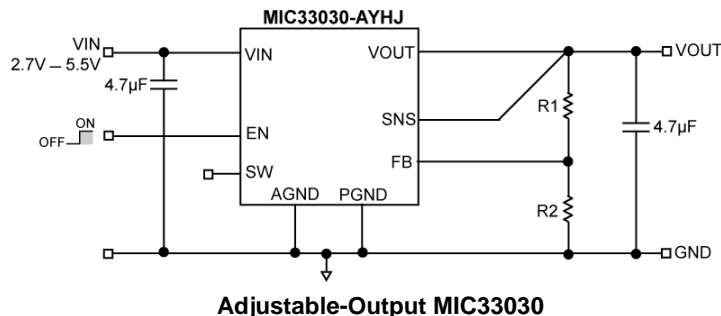 MIC33030-AYHJ
VIN
2.7V – 5.5V
4.7µF
VIN
VOUT
VOUT
R1
4.7µF
SNS
ON
OFF
EN
FB
SW
R2
AGND PGND
GND
Adjustable-Output MIC33030